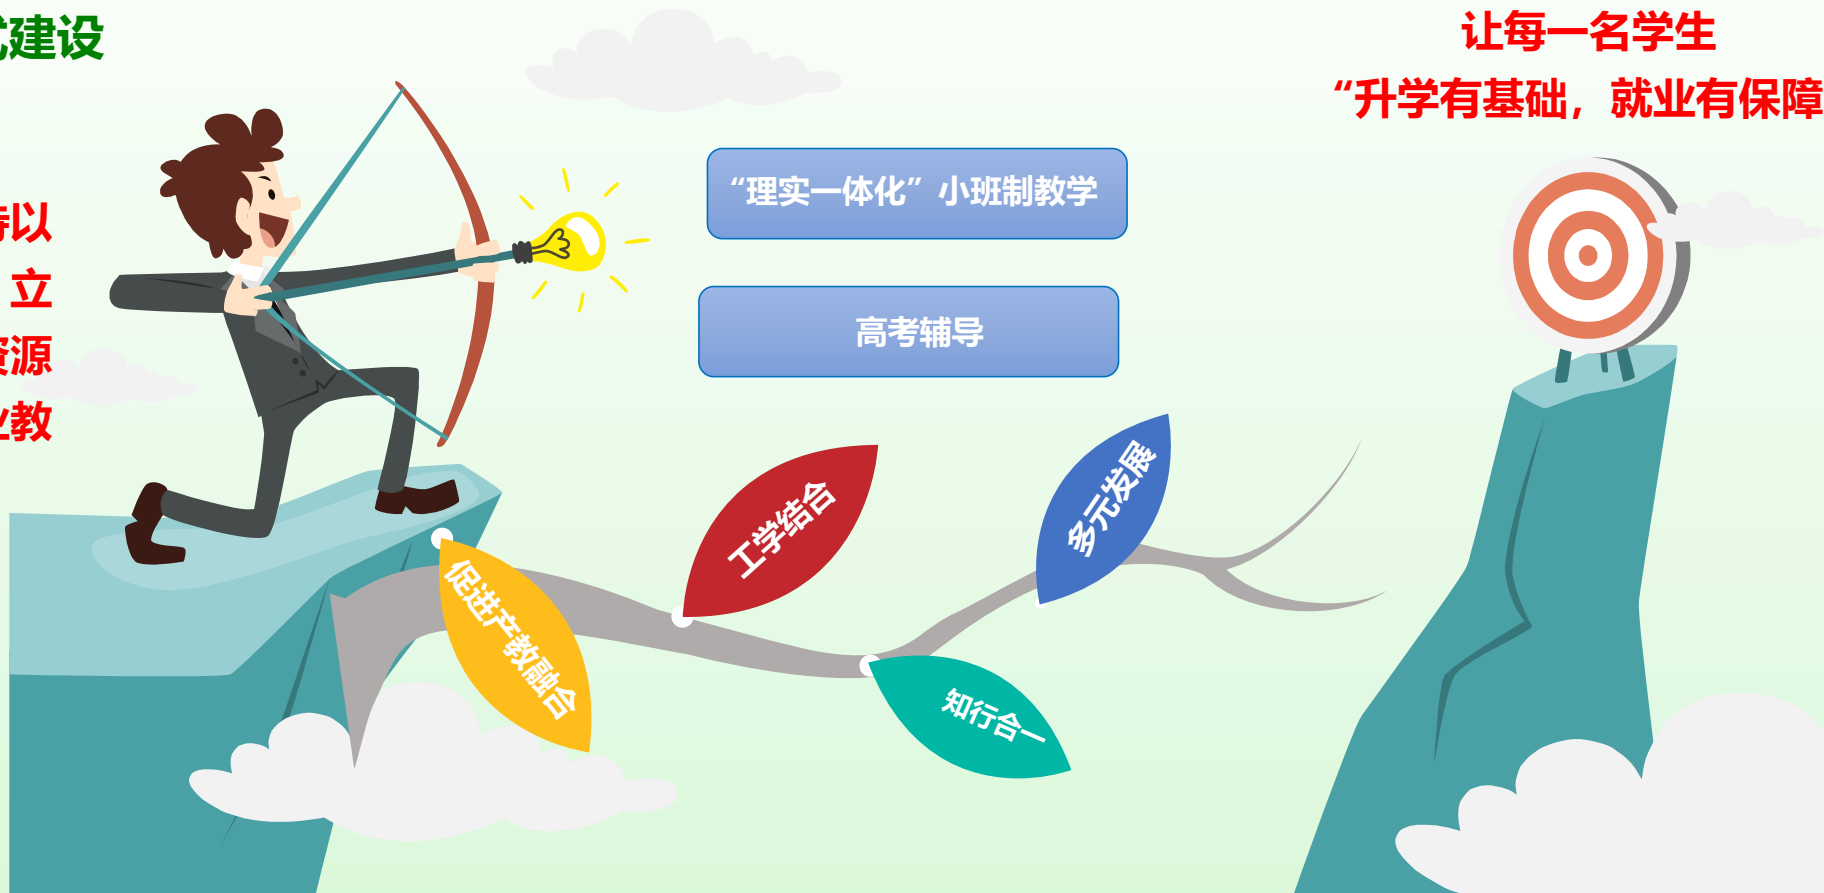 建设
让每一名学生
“升学有基础，就业有保障
以
立
源
教
“理实一体化”小班制教学
高考辅导
促进产教融合
工学结合
知行合一
多元发展